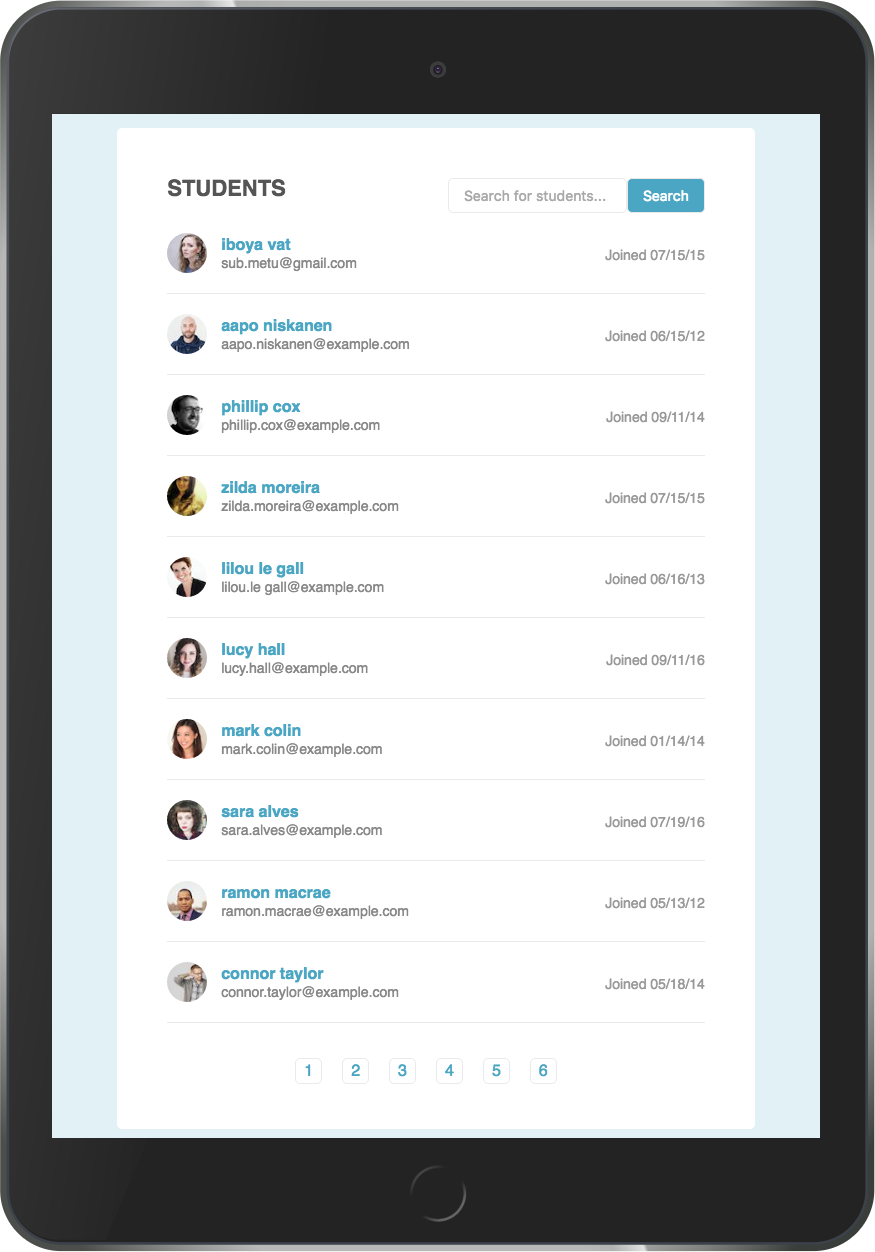 STUDENTS
Search for students...
Search
iboya vat
sub.metu@gmail.com
Joined 07/15/15
aapo niskanen
aapo.niskanen@example.com
Joined 06/15/12
phillip cox
phillip.cox@example.com
Joined 09/11/14
zilda moreira
zilda.moreira@example.com
Joined 07/15/15
lilou le gall
lilou.le gall@example.com
Joined 06/16/13
lucy hall
lucy.hall@example.com
Joined 09/11/16
mark colin
mark.colin@example.com
Joined 01/14/14
sara alves
sara.alves@example.com
Joined 07/19/16
ramon macrae
ramon.macrae@example.com
Joined 05/13/12
connor taylor
connor.taylor@example.com
Joined 05/18/14
1 2 3 4 5 6